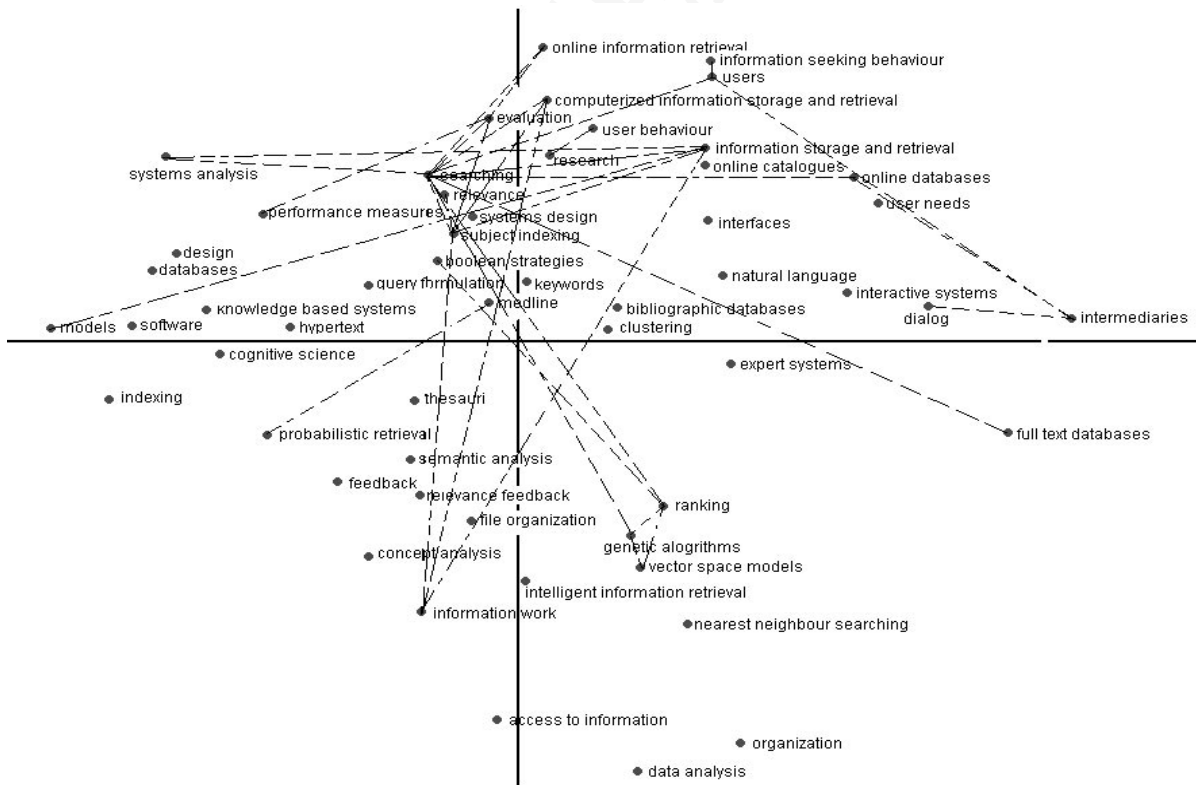 online information retrieval
information seeking behaviour
users
computerized information storage and retrieval
evaluation
user behaviour
information storage and retrieval
research
online catalogues
systems analysis
searching
online databases
relevance
user needs
performance measures
systems design
interfaces
subject indexing
design
boolean strategies
databases
natural language
query formulation
keywords
interactive systems
medline
knowledge based systems
bibliographic databases
dialog
intermediaries
models
software
hypertext
clustering
cognitive science
expert systems
indexing
thesauri
probabilistic retrieval
full text databases
semantic analysis
feedback
relevance feedback
ranking
file organization
genetic alogrithms
concept analysis
vector space models
intelligent information retrieval
information work
nearest neighbour searching
access to information
organization
data analysis